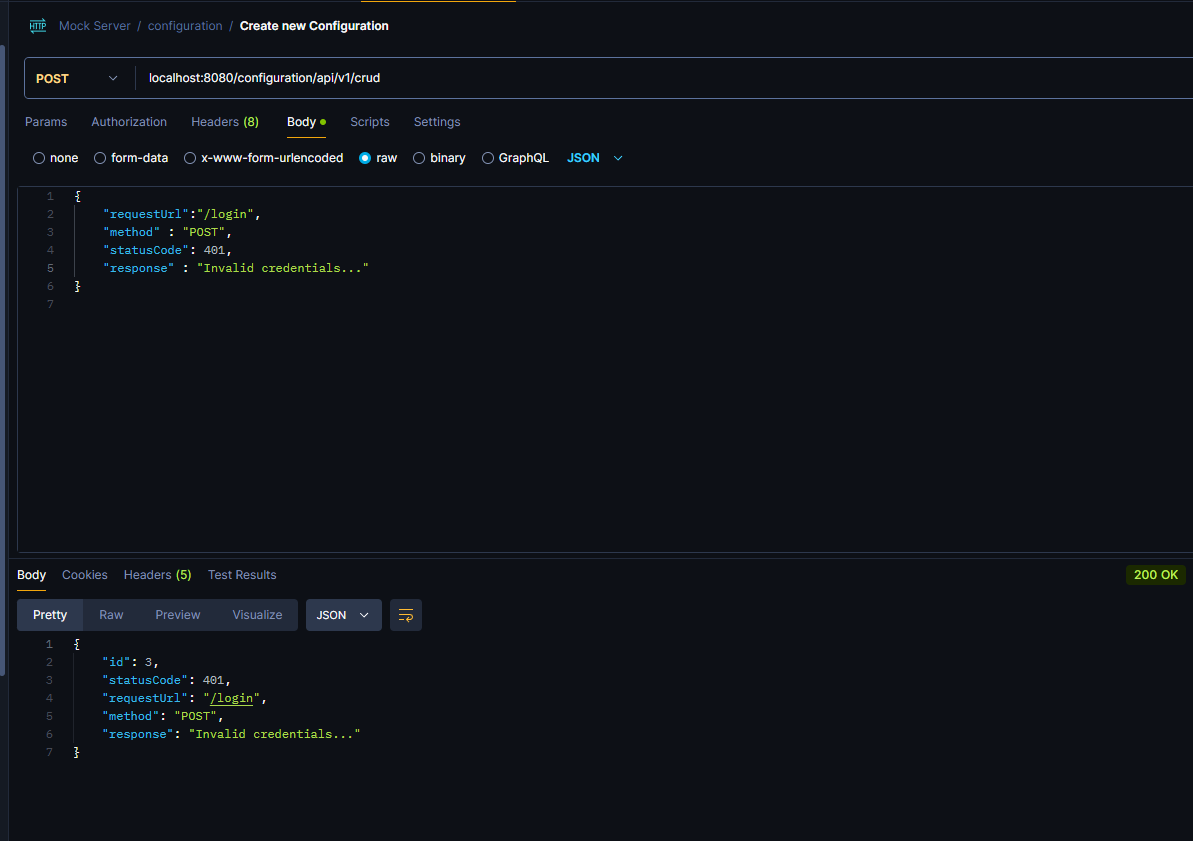 HTTP Mock Server / configuration / Create new Configuration
POST localhost:8080/configuration/api/v1/crud
Params Authorization Headers (8) Body Scripts Settings
none form-data x-www-form-urlencoded raw binary GraphQL JSON
1 {
2 "requestUrl":"/login",
3 "method" : "POST",
4 "statusCode": 401,
5 "response" : "Invalid credentials..."
6 }
7
Body Cookies Headers (5) Test Results 200 OK
Pretty Raw Preview Visualize JSON
1 {
2 "id": 3,
3 "statusCode": 401,
4 "requestUrl": "/login",
5 "method": "POST",
6 "response": "Invalid credentials..."
7 }